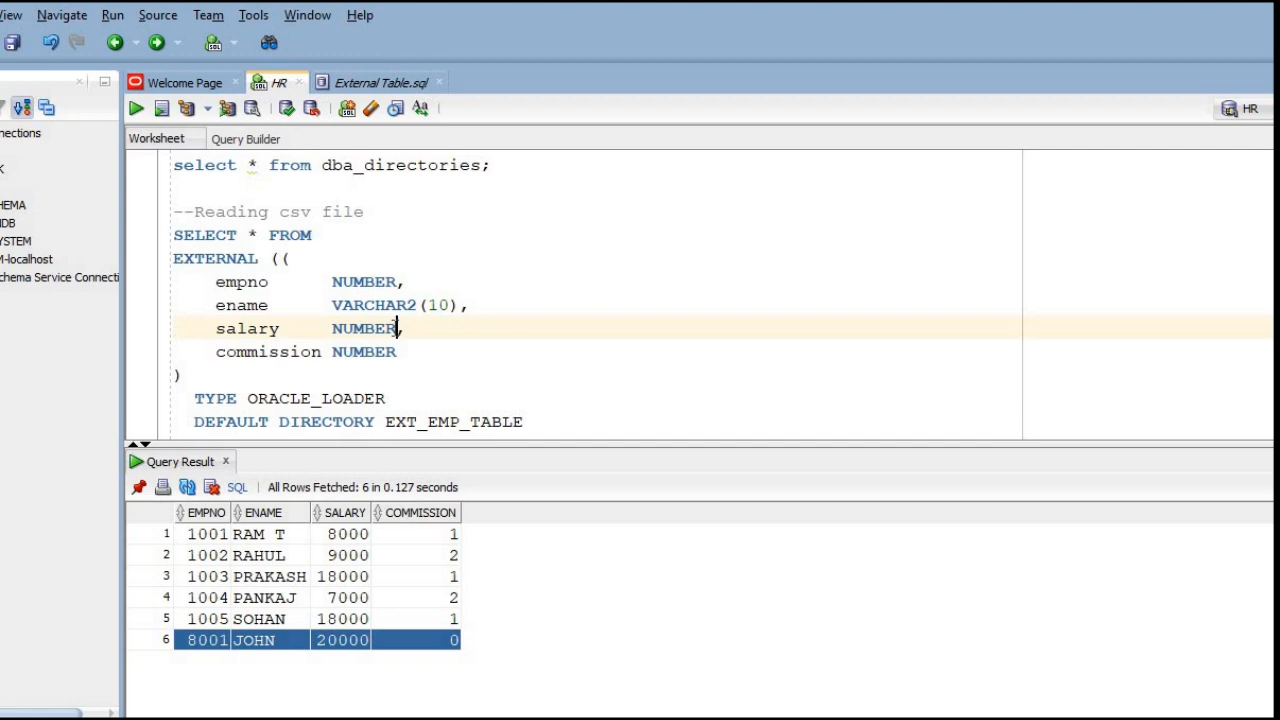 View Navigate Run Source Team Tools Window Help
Welcome Page HR External Table.sql
HR
Worksheet Query Builder
nections
K
HEMA
IDB
YSTEM
M-localhost
chema Service Connecti
select * from dba_directories;
--Reading csv file
SELECT * FROM
EXTERNAL ((
empno NUMBER,
ename VARCHAR2(10),
salary NUMBER,
commission NUMBER
)
TYPE ORACLE_LOADER
DEFAULT DIRECTORY EXT_EMP_TABLE
Query Result x
SQL | All Rows Fetched: 6 in 0.127 seconds
EMPNO ENAME SALARY COMMISSION
1 1001 RAM T 8000 1
2 1002 RAHUL 9000 2
3 1003 PRAKASH 18000 1
4 1004 PANKAJ 7000 2
5 1005 SOHAN 18000 1
6 8001 JOHN 20000 0